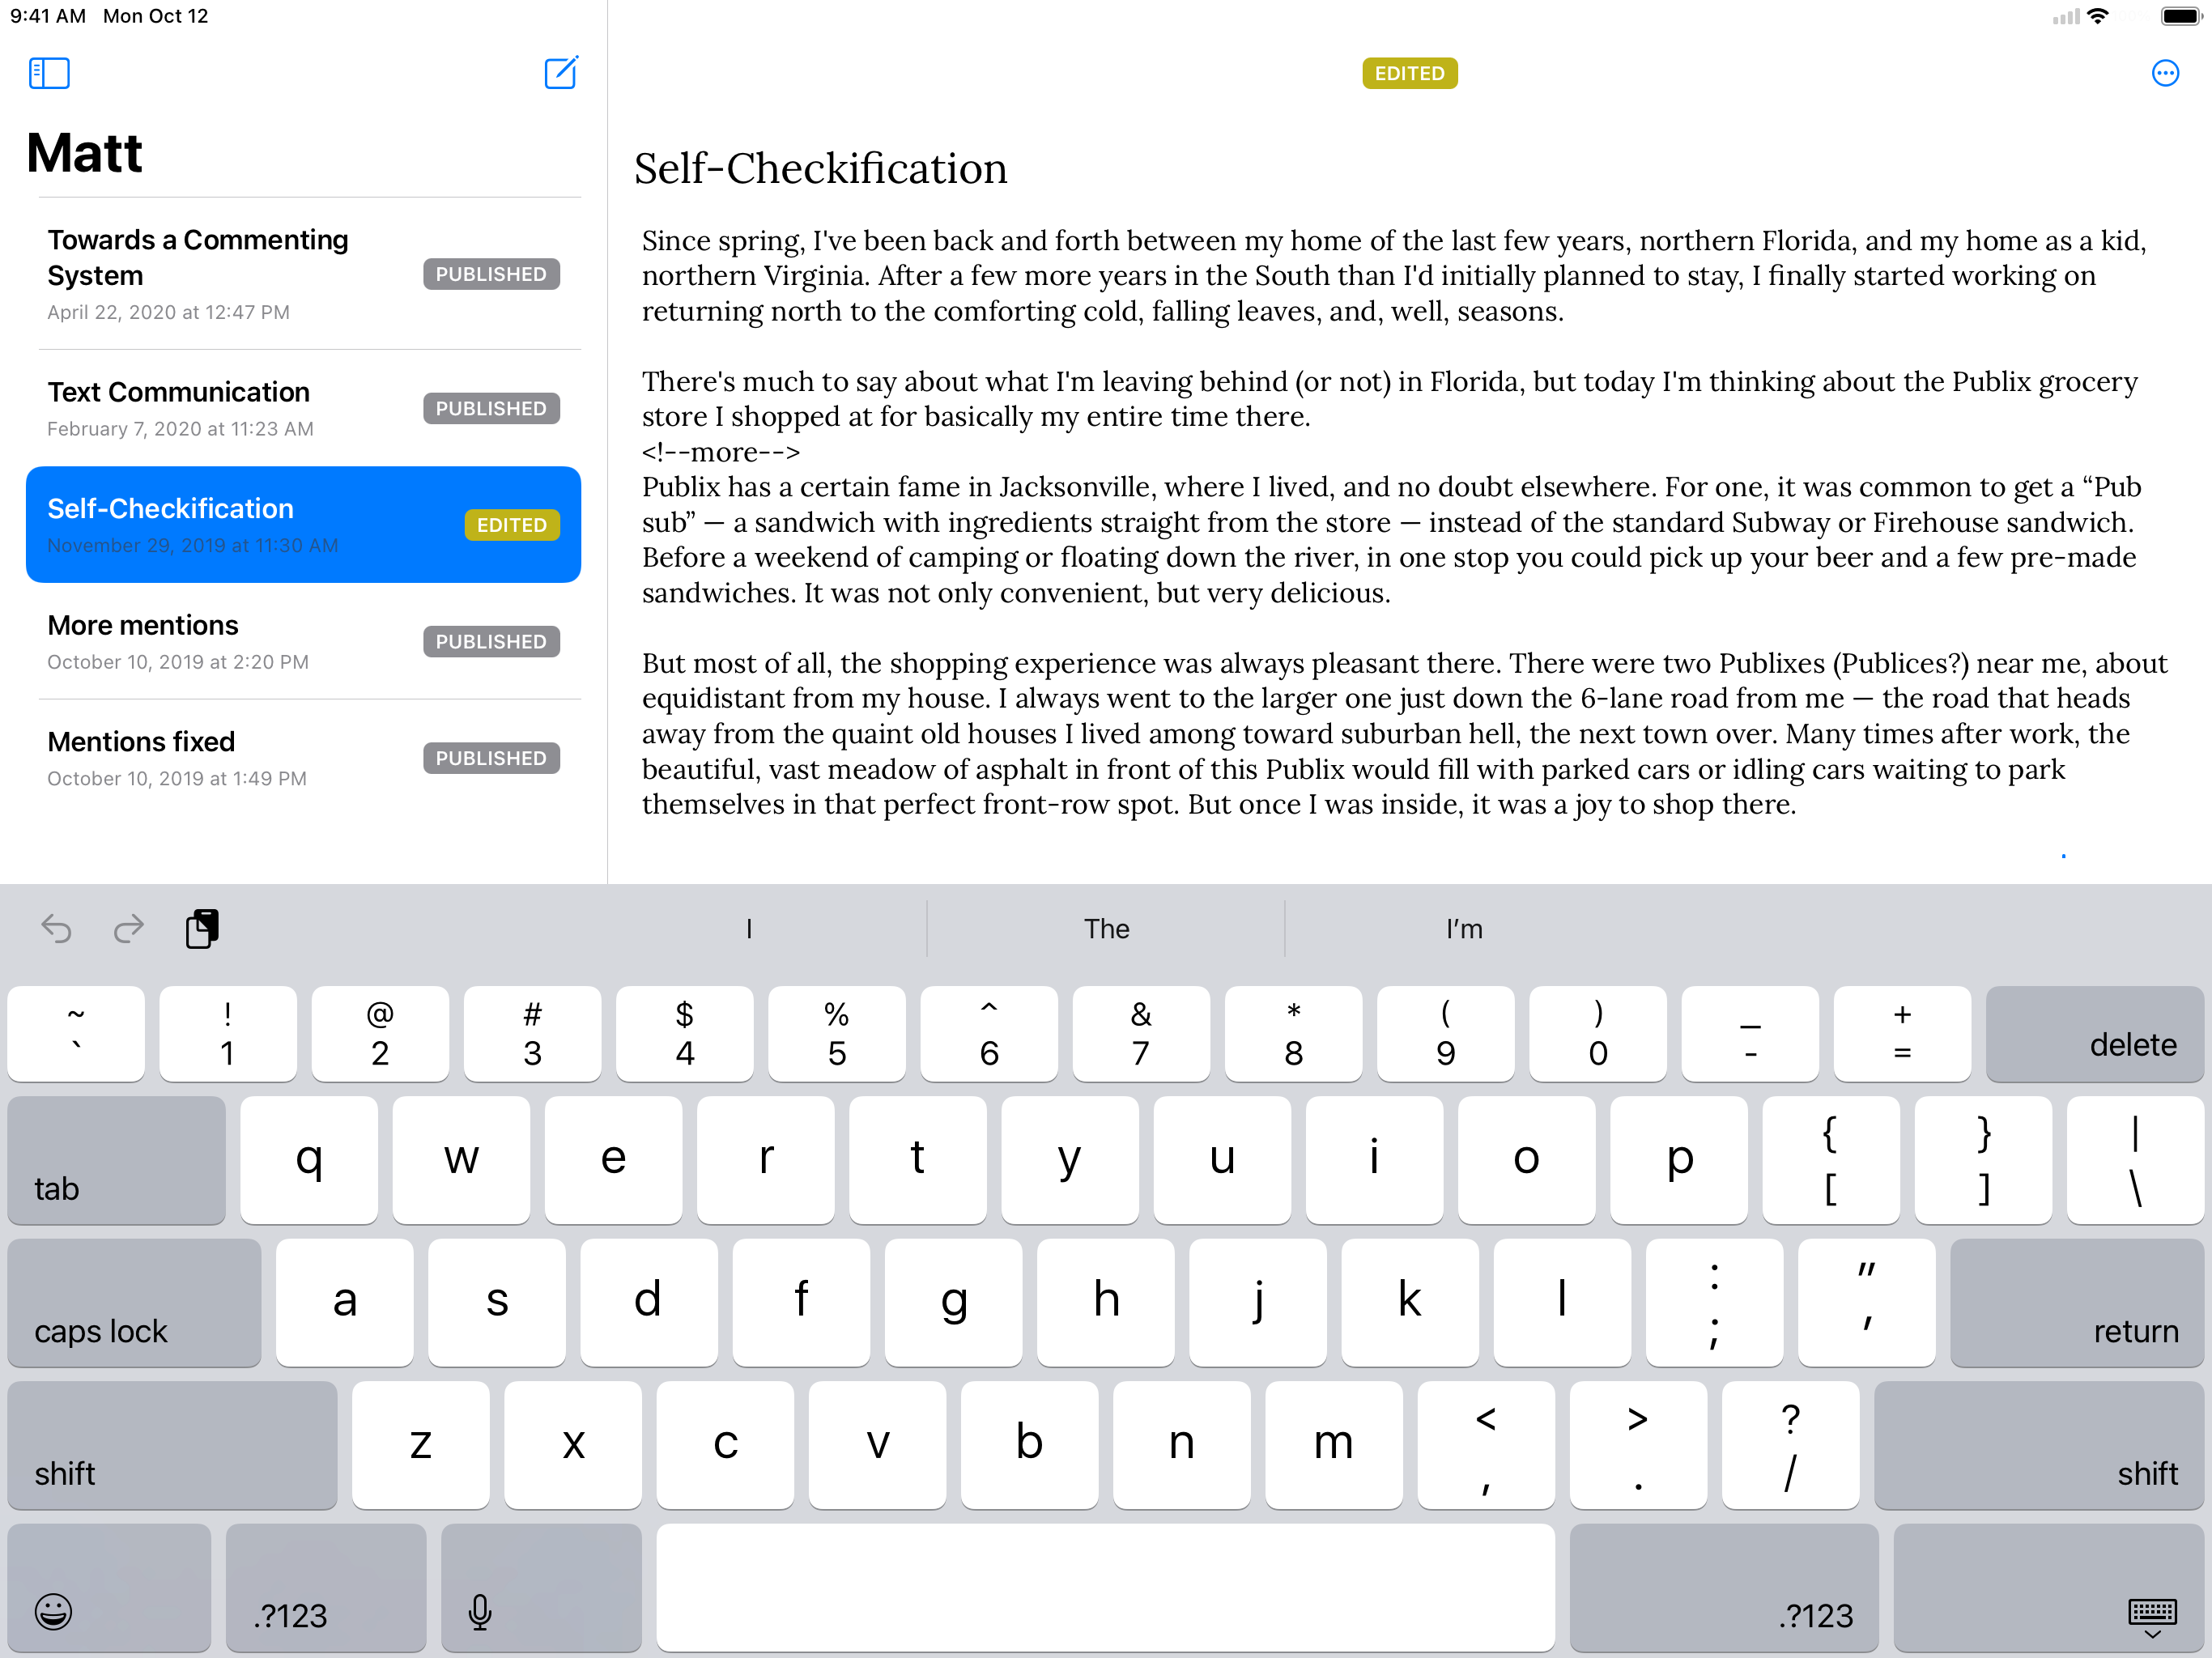 9:41 AM Mon Oct 12
EDITED
Matt
Towards a Commenting
System
April 22, 2020 at 12:47 PM
PUBLISHED
Text Communication
February 7, 2020 at 11:23 AM
PUBLISHED
Self-Checkification
November 29, 2019 at 11:30 AM
EDITED
More mentions
October 10, 2019 at 2:20 PM
PUBLISHED
Mentions fixed
October 10, 2019 at 1:49 PM
PUBLISHED
Self-Checkification
Since spring, I've been back and forth between my home of the last few years, northern Florida, and my home as a kid,
northern Virginia. After a few more years in the South than I'd initially planned to stay, I finally started working on
returning north to the comforting cold, falling leaves, and, well, seasons.
There's much to say about what I'm leaving behind (or not) in Florida, but today I'm thinking about the Publix grocery
store I shopped at for basically my entire time there.
<!--more-->
Publix has a certain fame in Jacksonville, where I lived, and no doubt elsewhere. For one, it was common to get a “Pub
sub” — a sandwich with ingredients straight from the store — instead of the standard Subway or Firehouse sandwich.
Before a weekend of camping or floating down the river, in one stop you could pick up your beer and a few pre-made
sandwiches. It was not only convenient, but very delicious.
But most of all, the shopping experience was always pleasant there. There were two Publixes (Publices?) near me, about
equidistant from my house. I always went to the larger one just down the 6-lane road from me — the road that heads
away from the quaint old houses I lived among toward suburban hell, the next town over. Many times after work, the
beautiful, vast meadow of asphalt in front of this Publix would fill with parked cars or idling cars waiting to park
themselves in that perfect front-row spot. But once I was inside, it was a joy to shop there.
I The I’m
~ ! @ # $ % ^ & * ( ) _ +
` 1 2 3 4 5 6 7 8 9 0 - = delete
tab q w e r t y u i o p { [ } ] | \
caps lock a s d f g h j k l : ; " ' return
shift z x c v b n m < , > . ? / shift
.?123 .?123